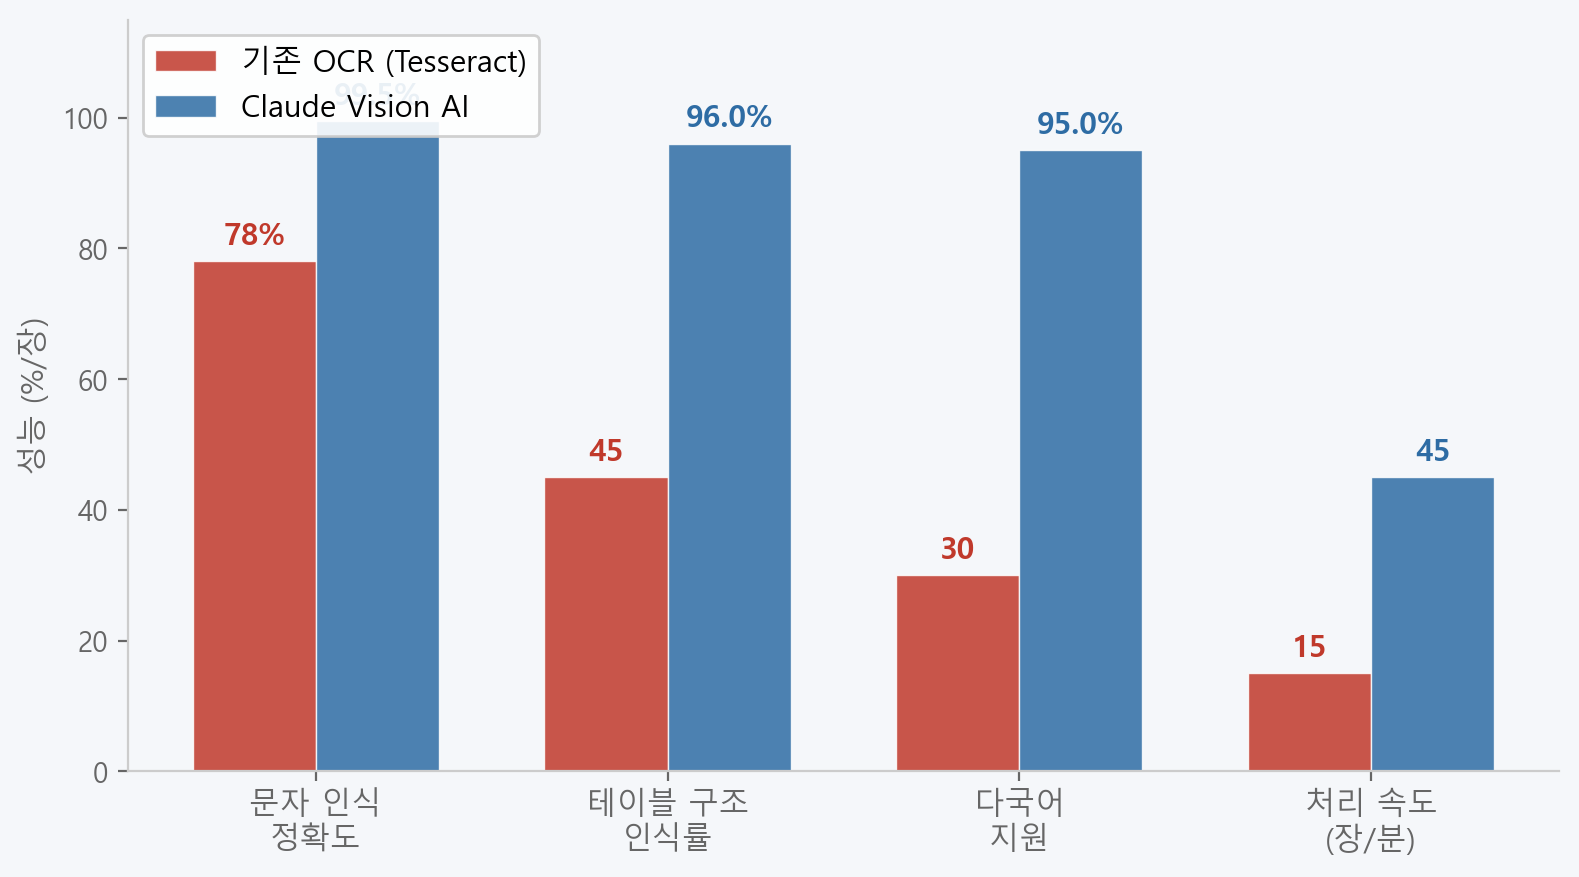 기존 OCR (Tesseract)
Claude Vision AI
99.5%
96.0%
95.0%
78%
45
45
30
15
성능 (%/장)
100
80
60
40
20
0
문자 인식
정확도
테이블 구조
인식률
다국어
지원
처리 속도
(장/분)